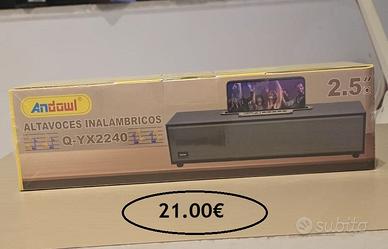 Andowl
2.5"
ALTAVOCES INALAMBRICOS
Q-YX2240
21.00€
subito